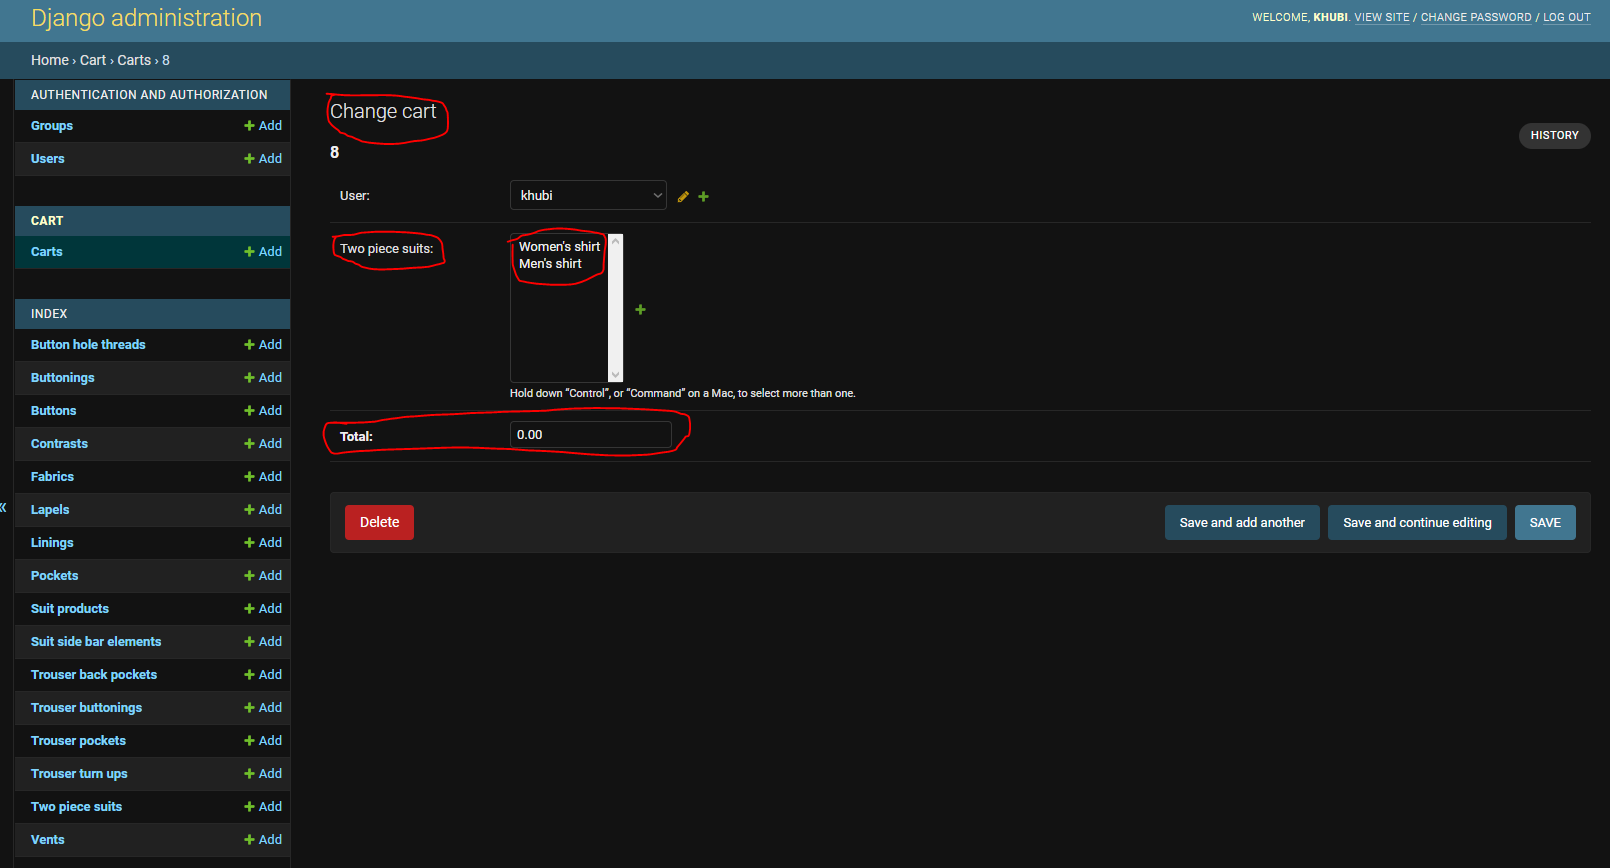 Django administration
WELCOME, KHUBI. VIEW SITE / CHANGE PASSWORD / LOG OUT
Home › Cart › Carts › 8
AUTHENTICATION AND AUTHORIZATION
Groups + Add
Users + Add
CART
Carts + Add
INDEX
Button hole threads + Add
Buttonings + Add
Buttons + Add
Contrasts + Add
Fabrics + Add
Lapels + Add
Linings + Add
Pockets + Add
Suit products + Add
Suit side bar elements + Add
Trouser back pockets + Add
Trouser buttonings + Add
Trouser pockets + Add
Trouser turn ups + Add
Two piece suits + Add
Vents + Add
«
Change cart
HISTORY
8
User: khubi
Two piece suits:
Women's shirt
Men's shirt
Hold down “Control”, or “Command” on a Mac, to select more than one.
Total: 0.00
Delete
Save and add another
Save and continue editing
SAVE